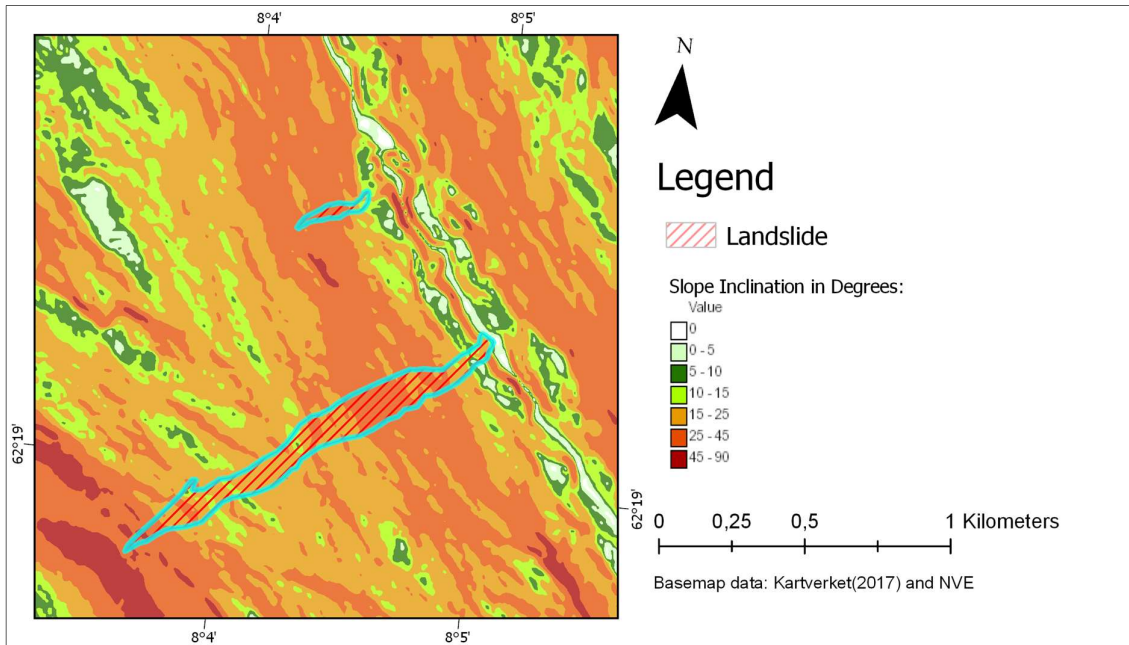 8°4'
8°5'
N
Legend
Landslide
Slope Inclination in Degrees:
Value
0
0 - 5
5 - 10
10 - 15
15 - 25
25 - 45
45 - 90
62°19'
62°19'
0 0,25 0,5 1 Kilometers
Basemap data: Kartverket(2017) and NVE
8°4'
8°5'